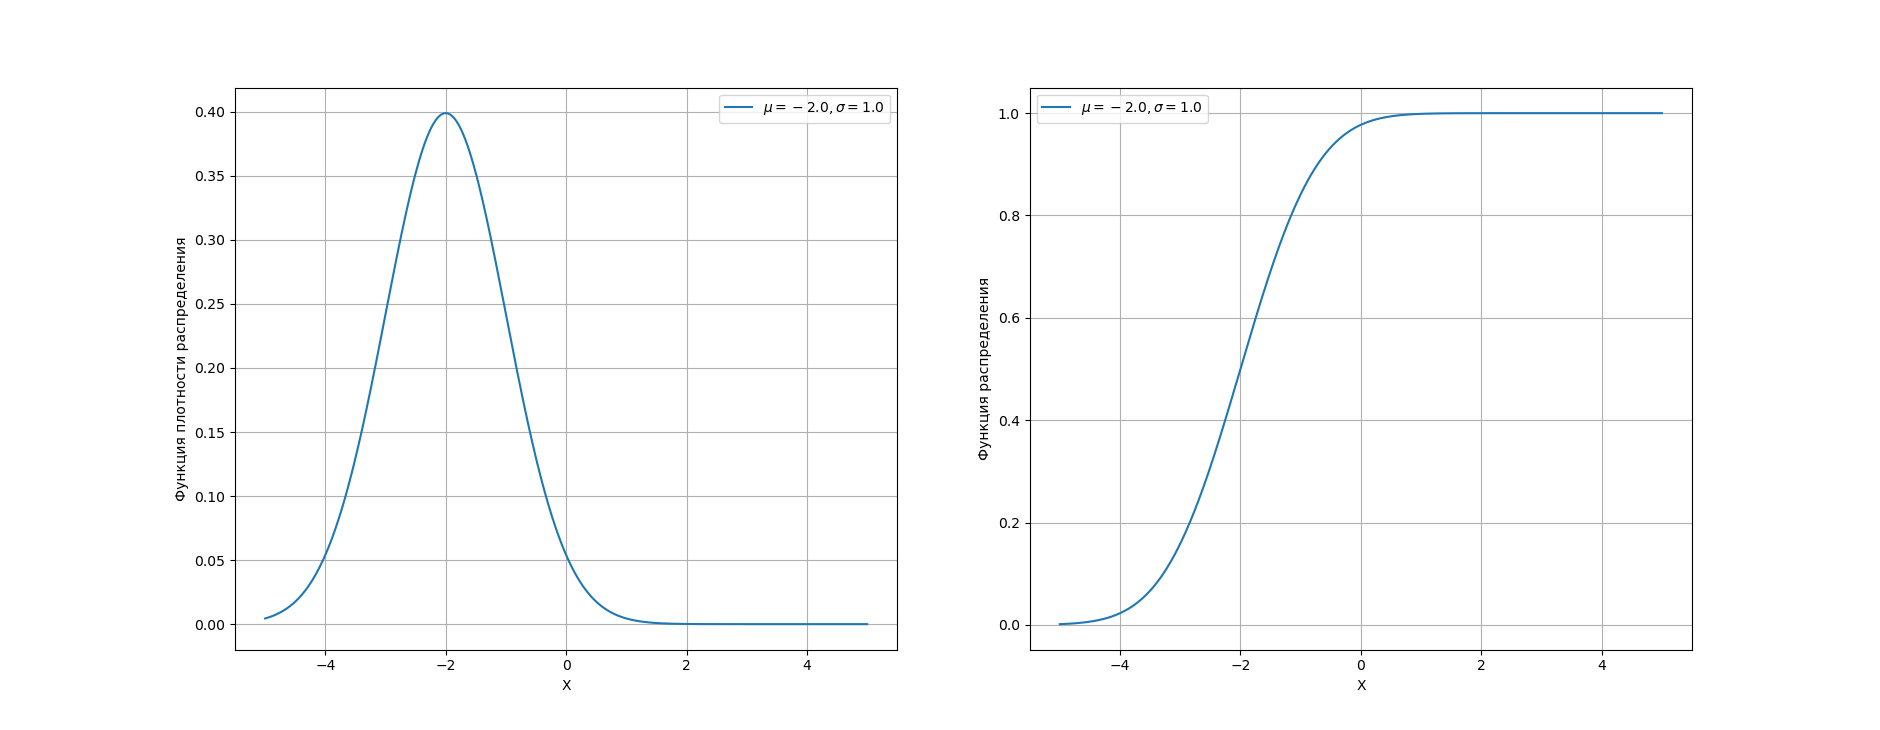 Функция плотности распределения
0.40
0.35
0.30
0.25
0.20
0.15
0.10
0.05
0.00
−4 −2 0 2 4
X
μ = −2.0, σ = 1.0
Функция распределения
1.0
0.8
0.6
0.4
0.2
0.0
−4 −2 0 2 4
X
μ = −2.0, σ = 1.0